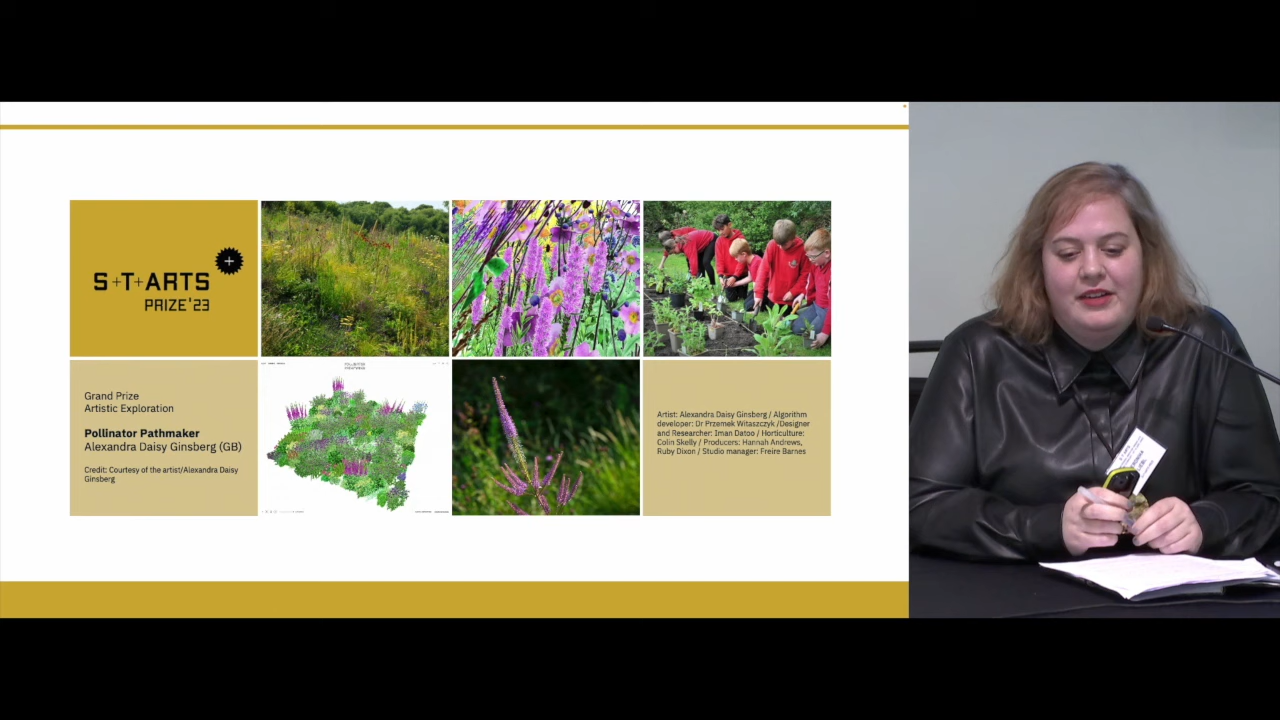 S+T+ARTS
PRIZE'23
Grand Prize
Artistic Exploration
Pollinator Pathmaker
Alexandra Daisy Ginsberg (GB)
Credit: Courtesy of the artist/Alexandra Daisy
Ginsberg
POLLINATOR
PATHMAKER
Artist: Alexandra Daisy Ginsberg / Algorithm
developer: Dr Przemek Witaszczyk /Designer
and Researcher: Iman Datoo / Horticulture:
Colin Skelly / Producers: Hannah Andrews,
Ruby Dixon / Studio manager: Freire Barnes